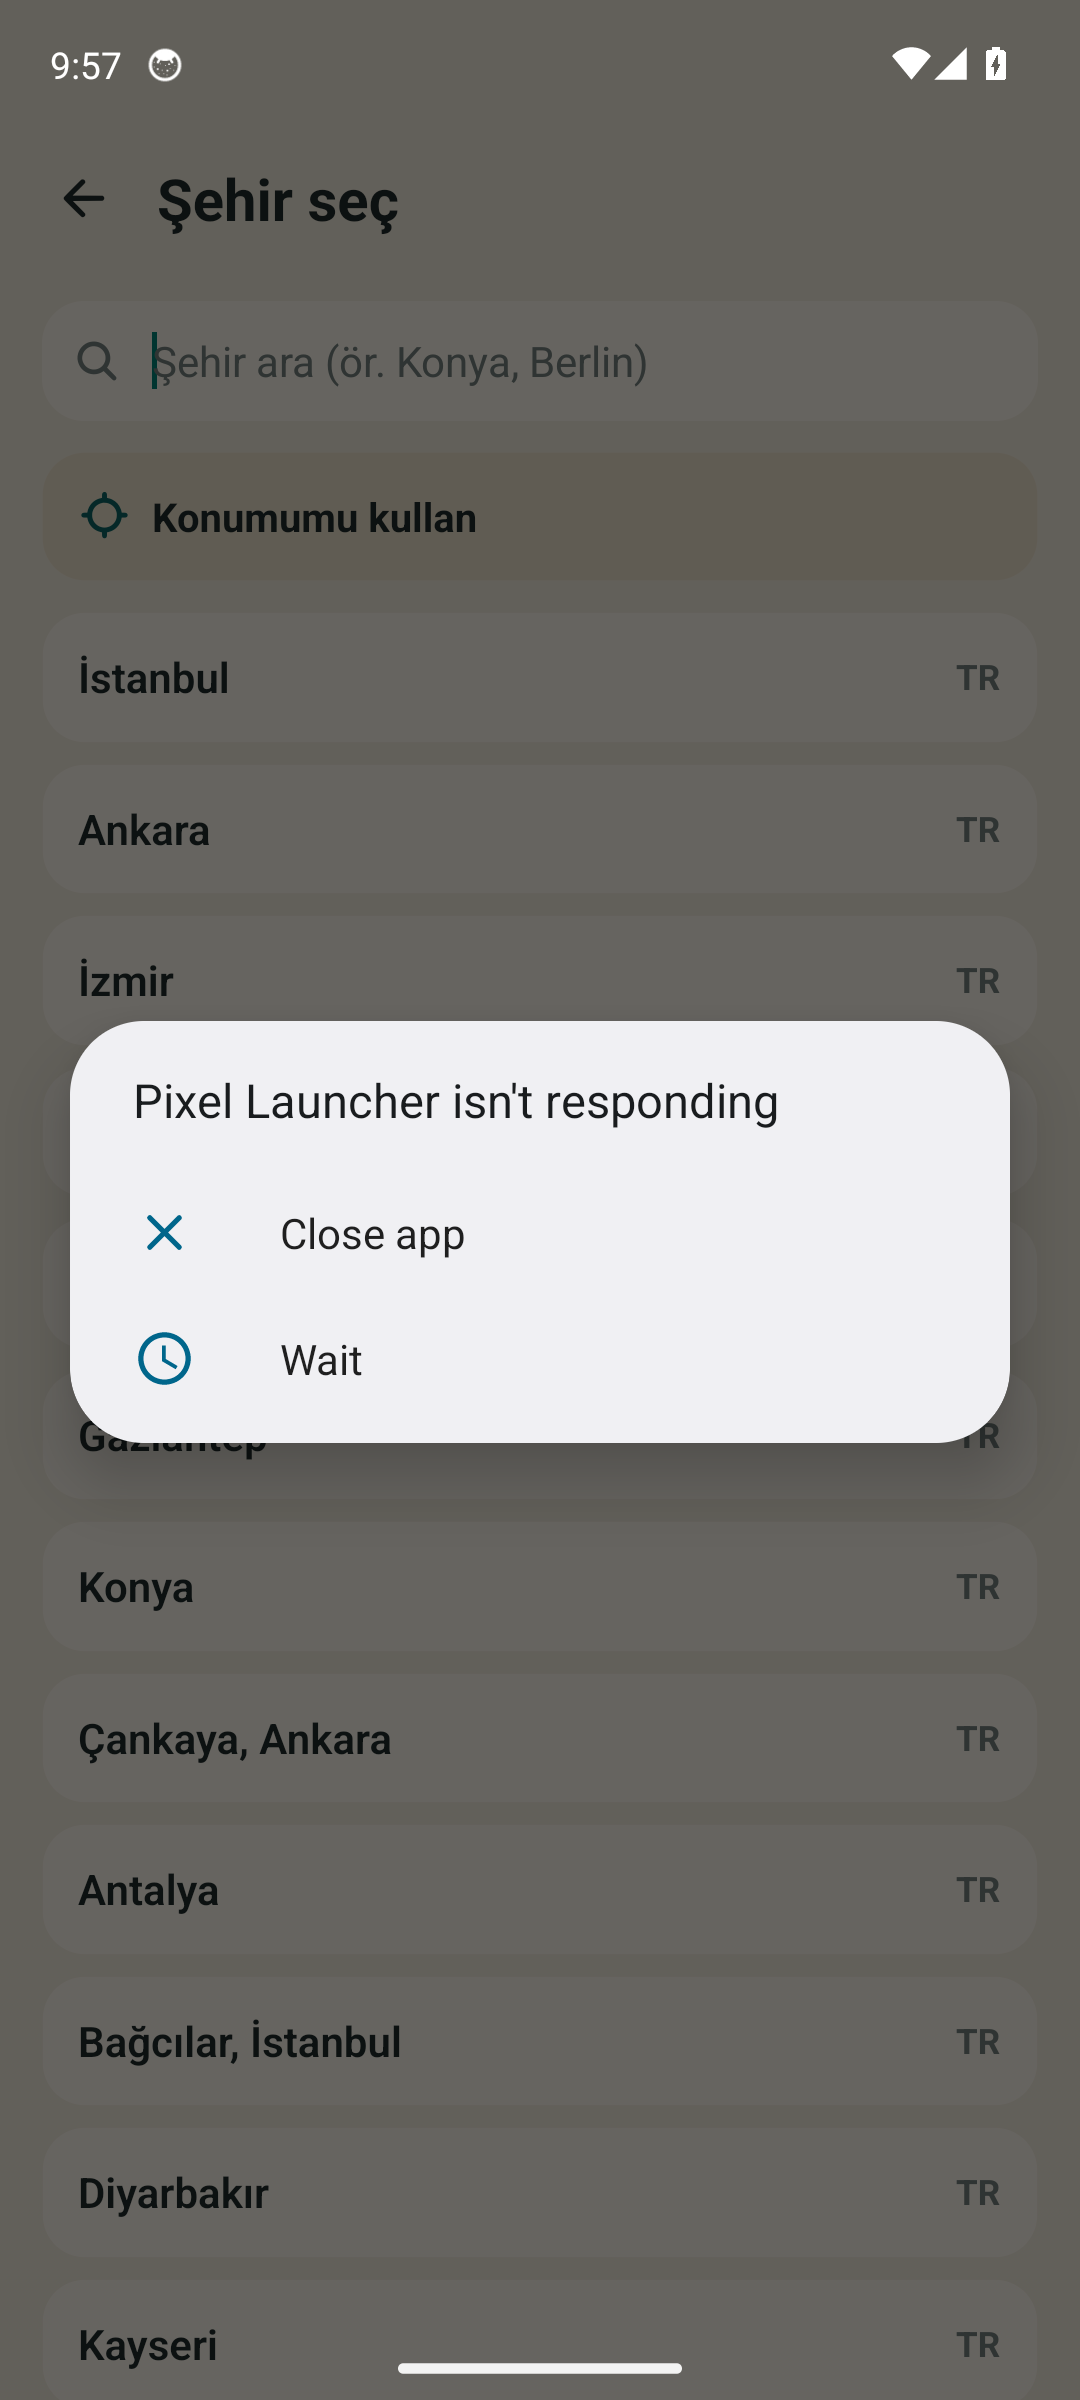 9:57
Şehir seç
Şehir ara (ör. Konya, Berlin)
Konumumu kullan
İstanbul TR
Ankara TR
İzmir TR
Pixel Launcher isn't responding
Close app
Wait
Gaziantep TR
Konya TR
Çankaya, Ankara TR
Antalya TR
Bağcılar, İstanbul TR
Diyarbakır TR
Kayseri TR